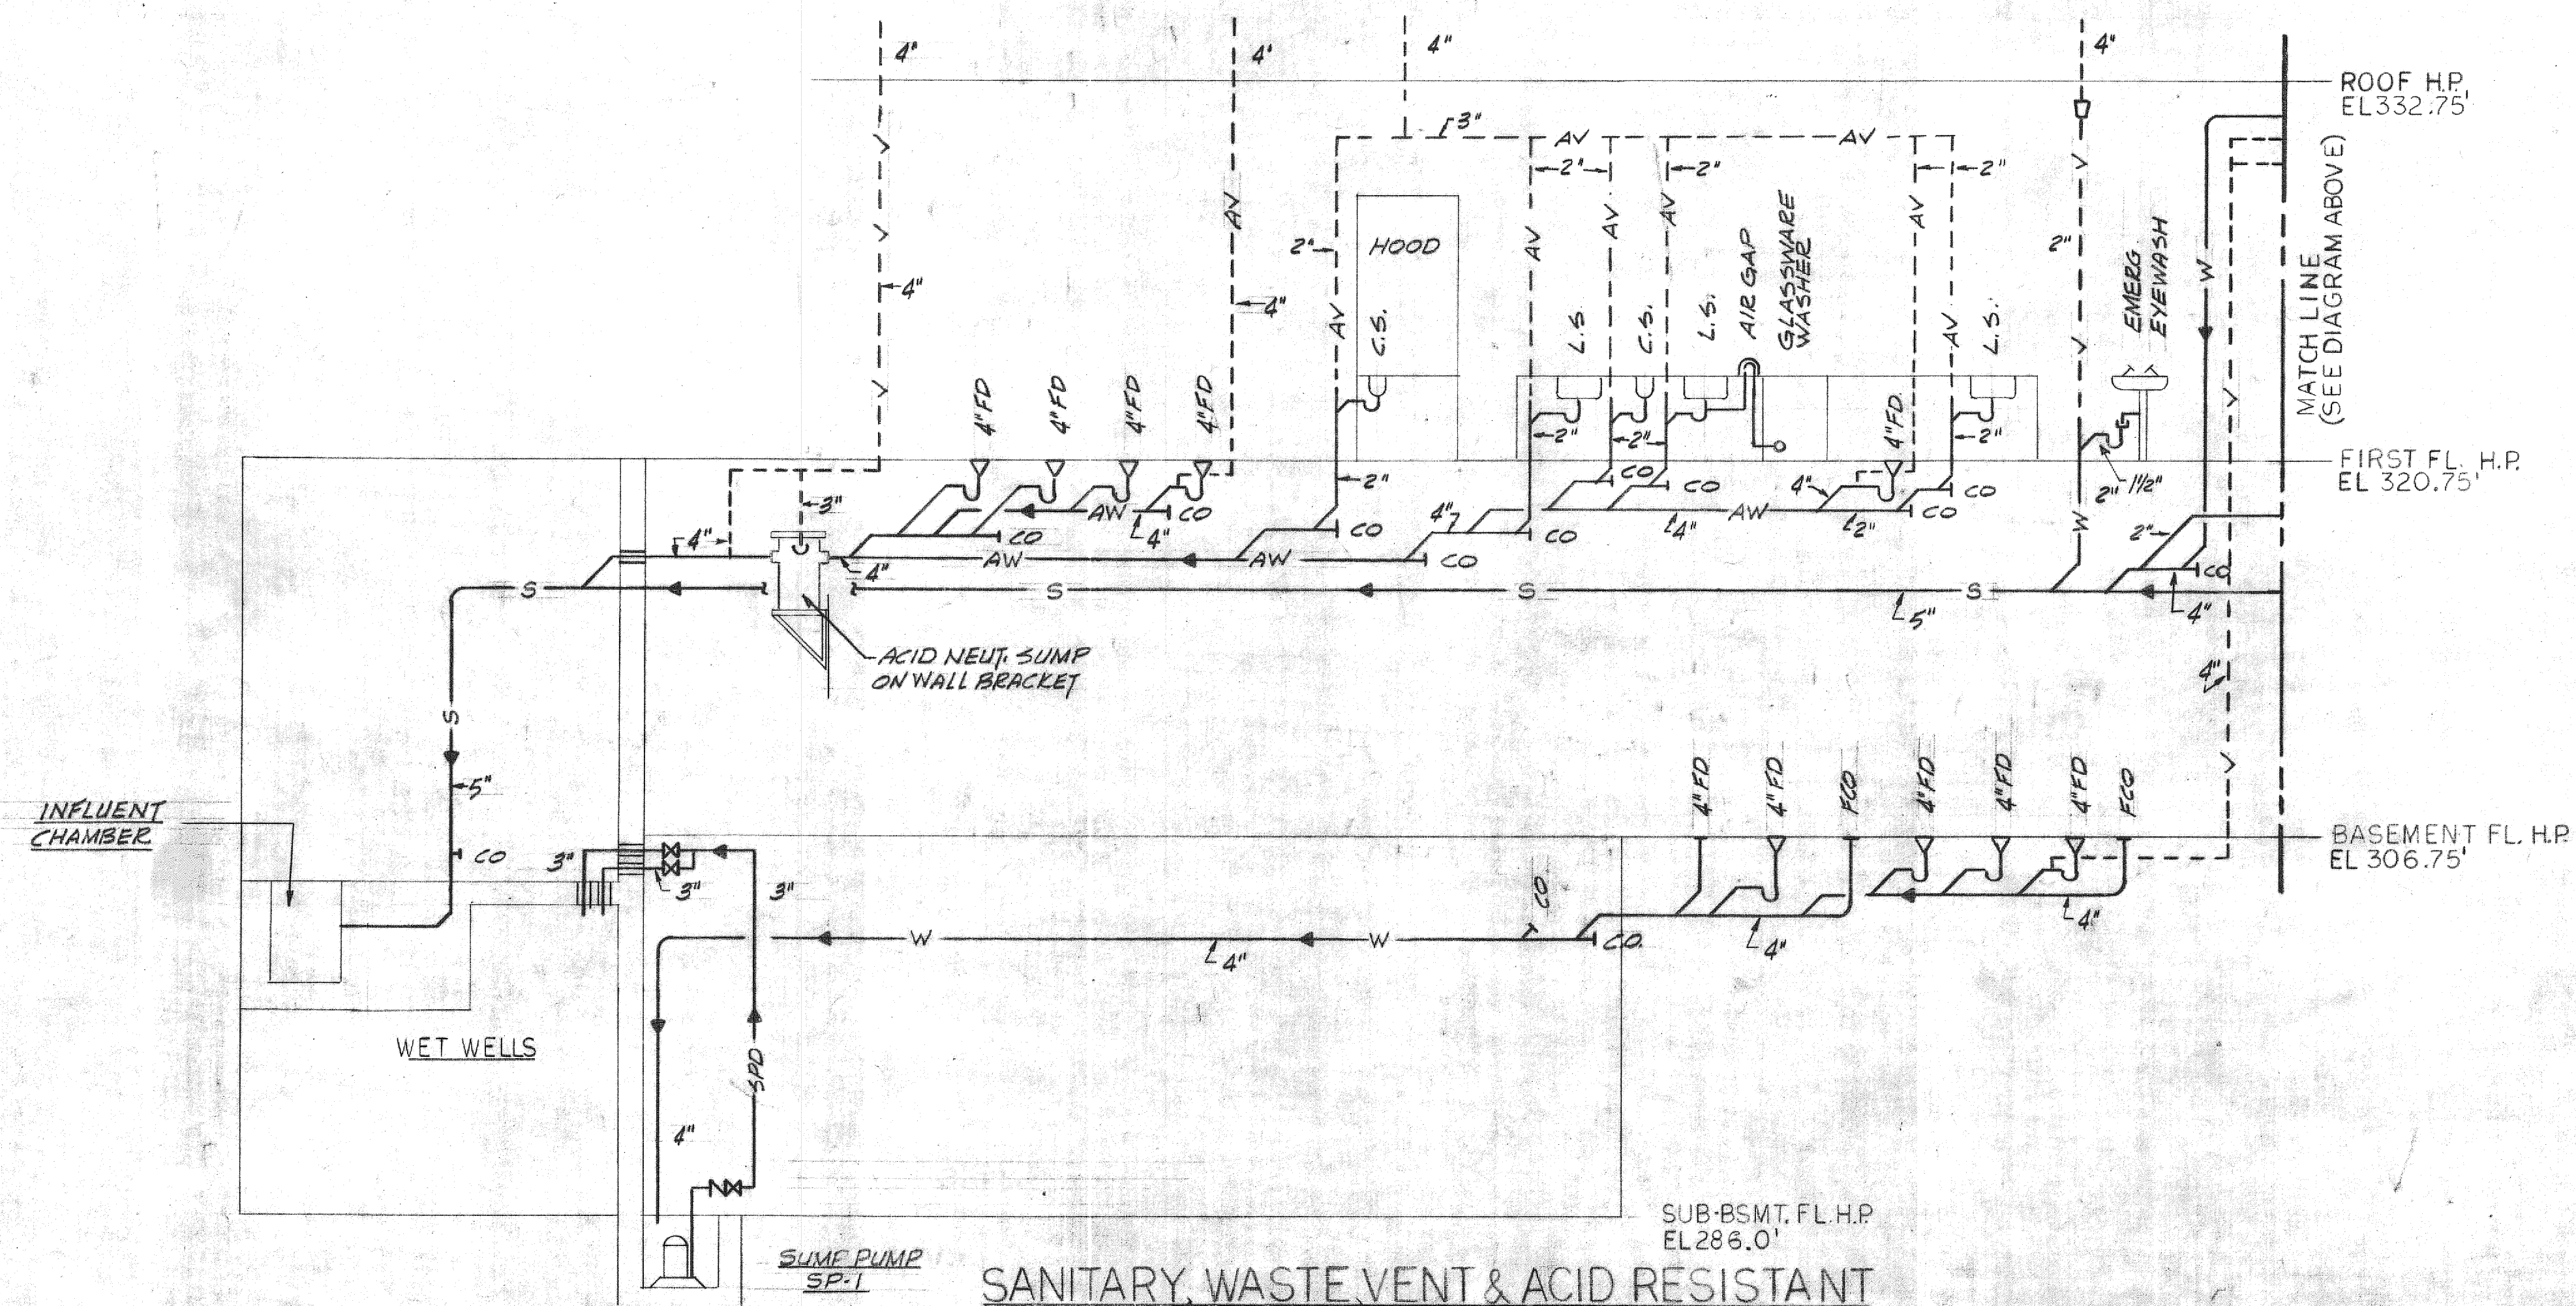 4"
4"
4"
4"
ROOF H.P.
EL 332.75'
3"
AV
AV
2"
2"
2"
V
V
V
V
4"
AV
4"
2"
AV
HOOD
C.S.
AV
L.S.
AV
C.S.
AV
L.S.
AIR GAP
GLASSWARE
WASHER
AV
AV
L.S.
V
2"
V
EMERG.
EYEWASH
W
V
MATCH LINE
(SEE DIAGRAM ABOVE)
4"FD
4"FD
4"FD
4"FD
2"
2"
4"FD
2"
FIRST FL. H.P.
EL 320.75'
3"
2"
CO
CO
4"
CO
2"
1½"
AW
CO
4"
CO
CO
4"
CO
4"
AW
2"
CO
W
2"
4"
4"
AW
AW
CO
CO
4"
S
S
S
S
5"
ACID NEUT. SUMP
ON WALL BRACKET
4"
S
5"
V
INFLUENT
CHAMBER
CO
3"
3"
3"
4"FD
4"FD
FCO
4"FD
4"FD
4"FD
FCO
BASEMENT FL. H.P.
EL 306.75'
CO
W
4"
W
CO.
4"
4"
WET WELLS
SPD
4"
SUB-BSMT. FL. H.P.
EL 286.0'
SUMP PUMP
SP-1
SANITARY, WASTE, VENT & ACID RESISTANT